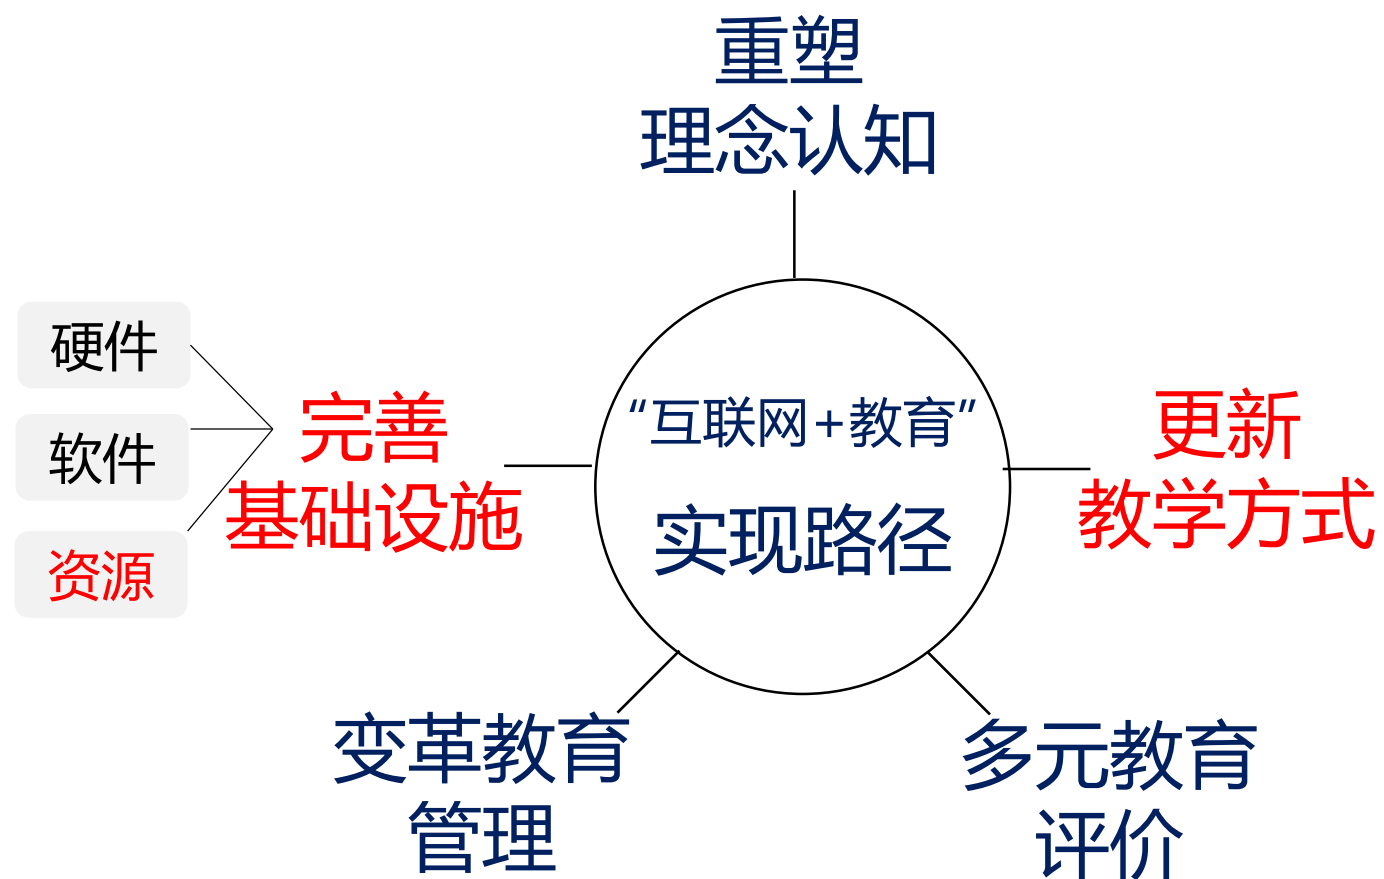 重塑
理念认知
硬件
软件
资源
完善
基础设施
“互联网+教育”
实现路径
更新
教学方式
变革教育
管理
多元教育
评价